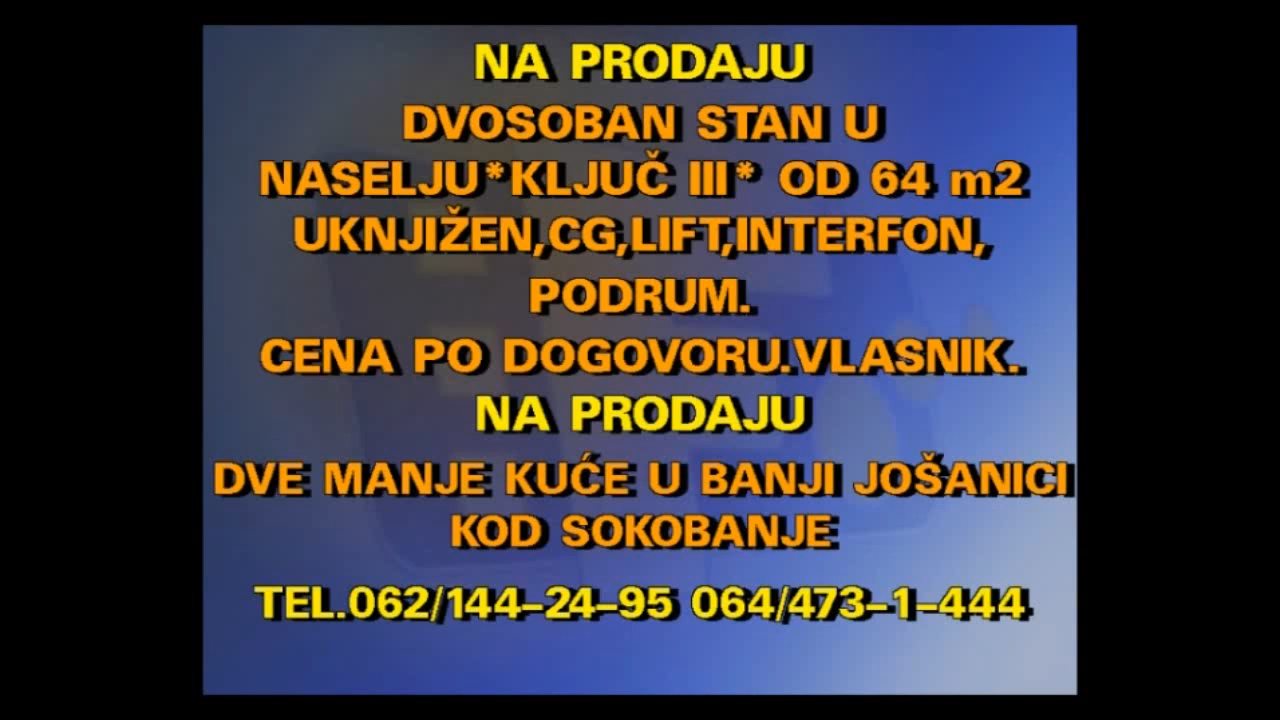 NA PRODAJU
DVOSOBAN STAN U
NASELJU*KLJUČ III* OD 64 m2
UKNJIŽEN,CG,LIFT,INTERFON,
PODRUM.
CENA PO DOGOVORU.VLASNIK.
NA PRODAJU
DVE MANJE KUĆE U BANJI JOŠANICI
KOD SOKOBANJE
TEL.062/144-24-95 064/473-1-444